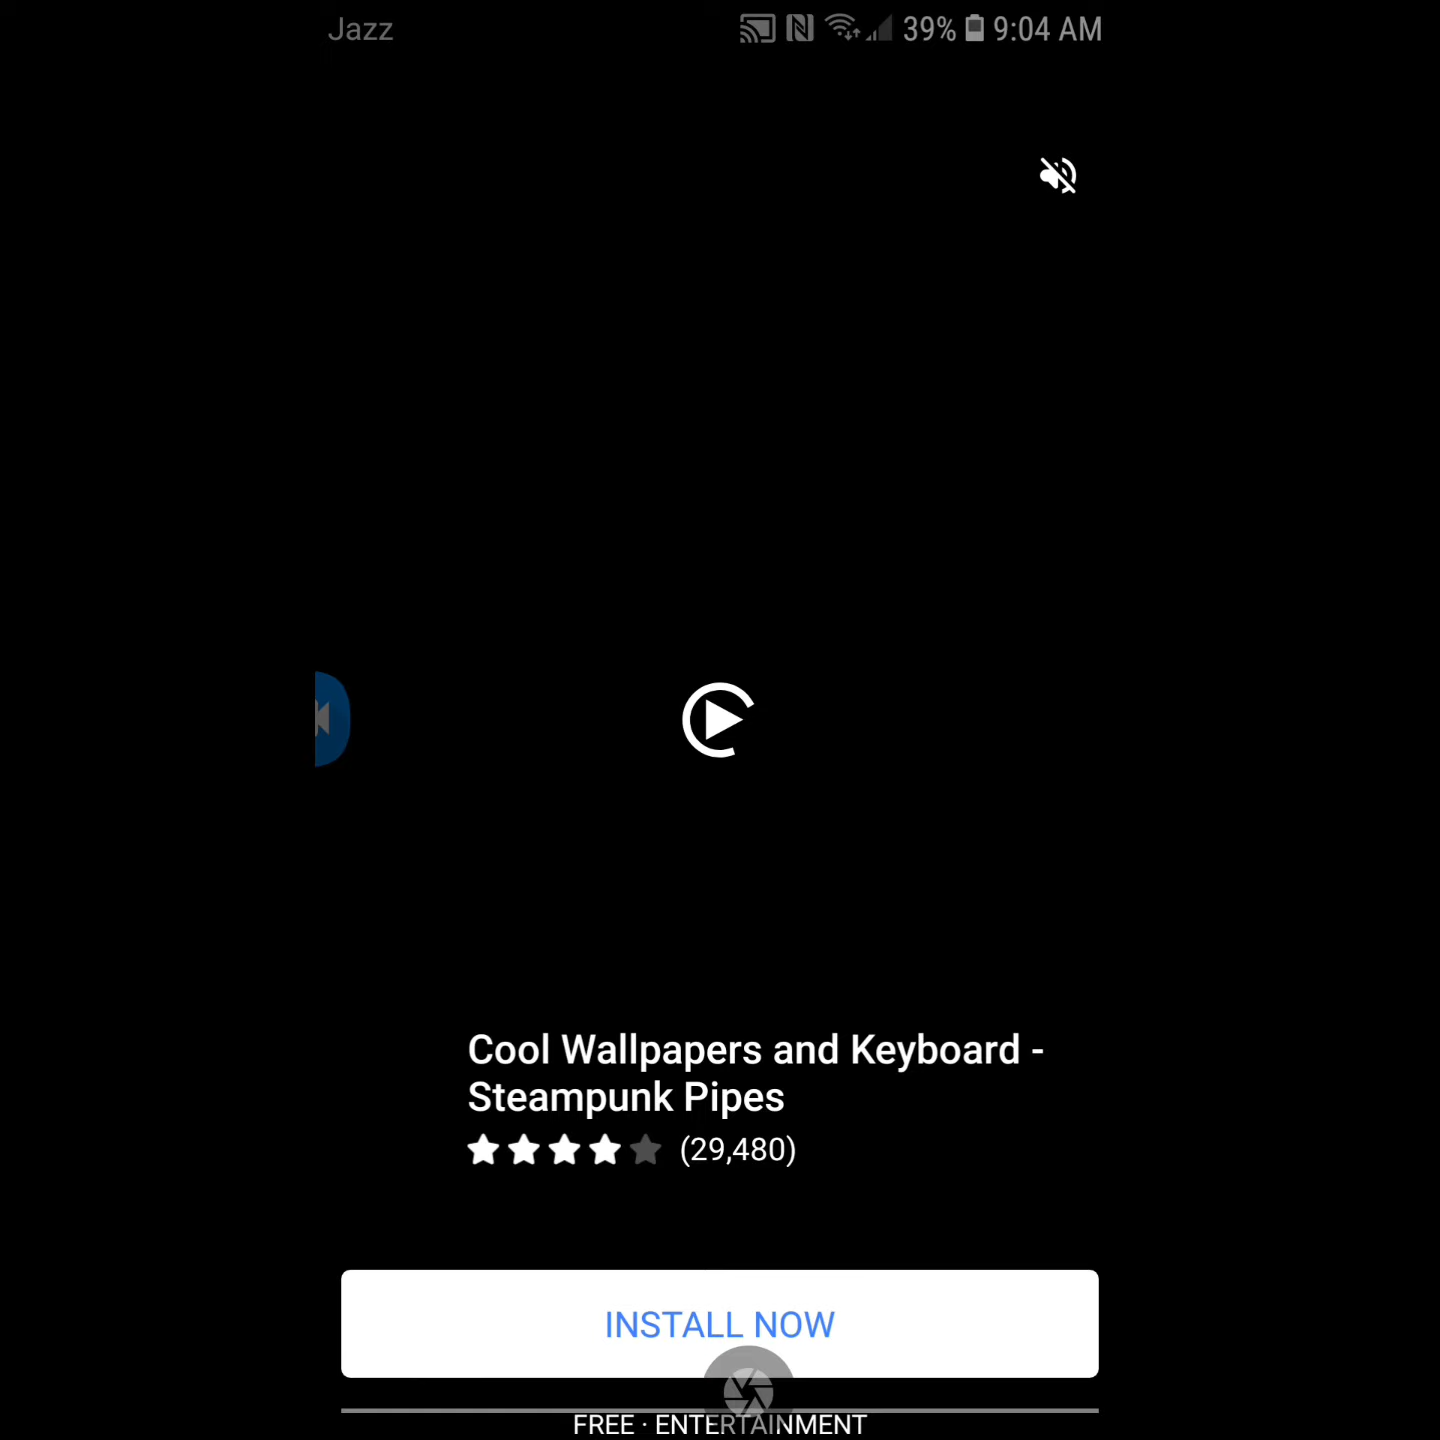 Jazz 39% 9:04 AM
Cool Wallpapers and Keyboard -
Steampunk Pipes
(29,480)
INSTALL NOW
FREE · ENTERTAINMENT